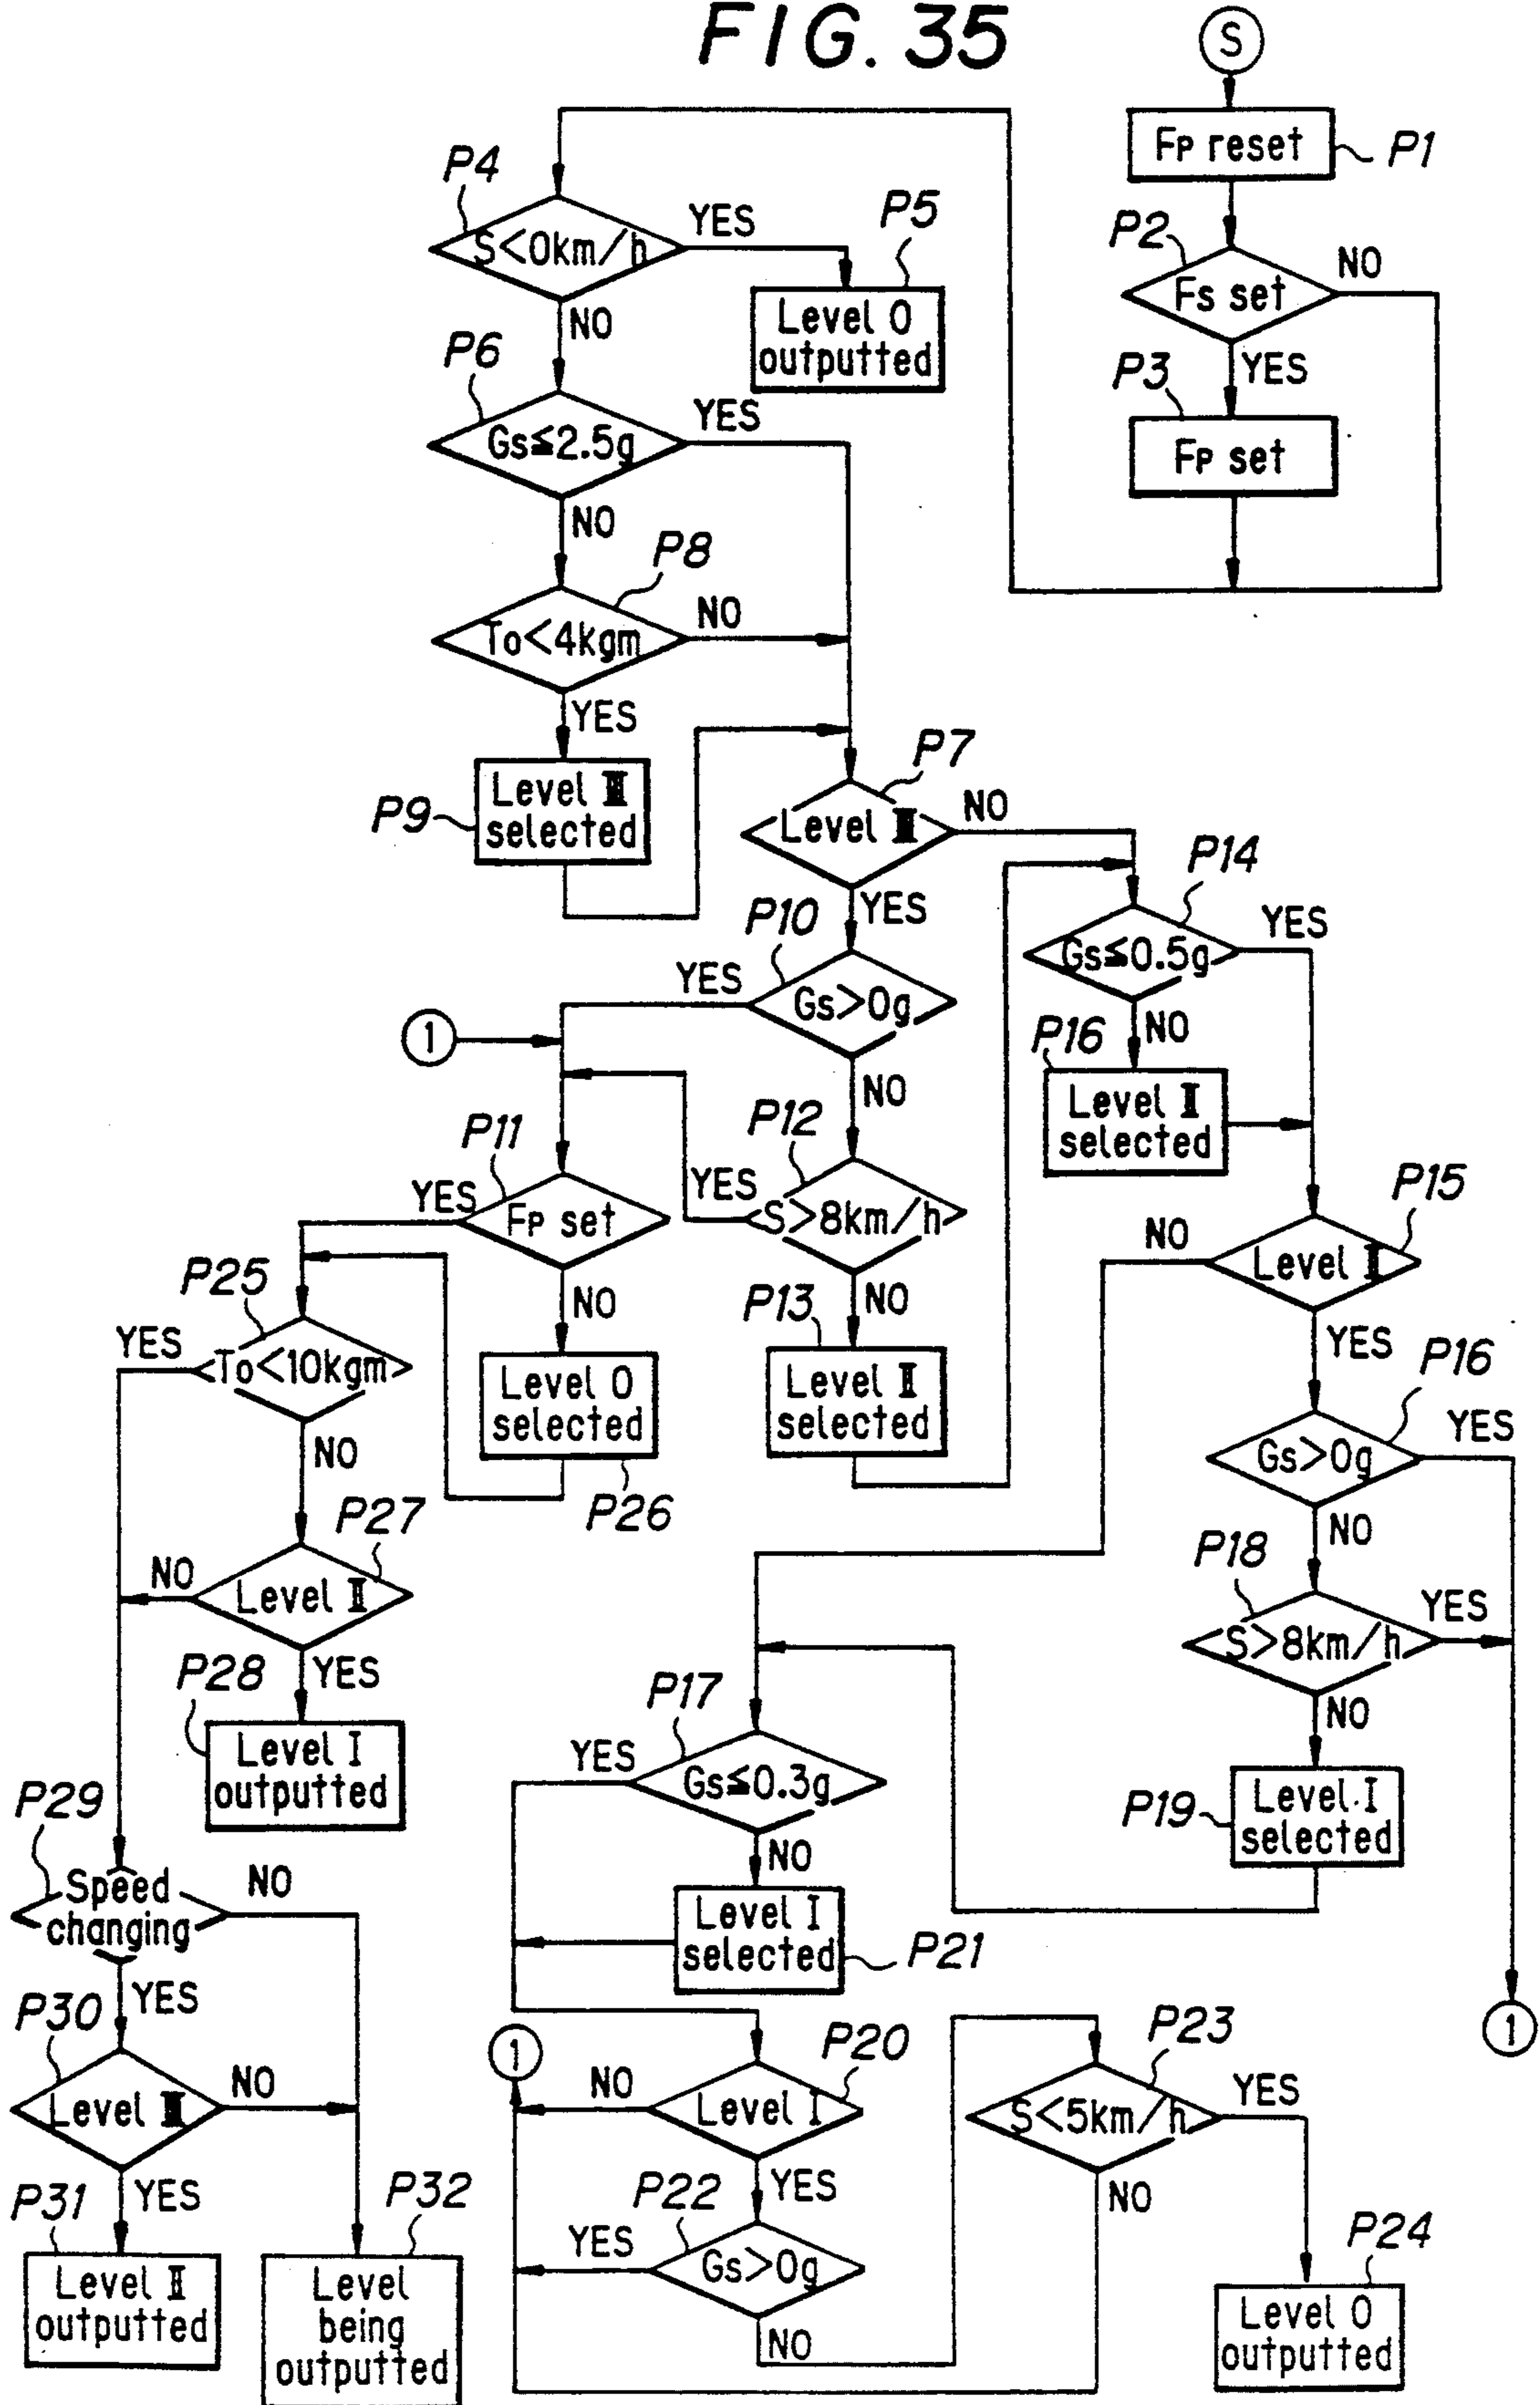 FIG. 35
S
FP reset
P1
P2
Fs set
NO
YES
P3
FP set
P4
S<0km/h
YES
P5
Level 0
outputted
NO
P6
Gs≦2.5g
YES
NO
P8
To<4kgm
NO
YES
P9
Level III
selected
P7
Level III
NO
YES
P10
Gs>0g
YES
NO
1
P14
Gs≦0.5g
YES
NO
P16
Level II
selected
P11
FP set
YES
NO
P12
S>8km/h
YES
NO
P13
Level II
selected
P15
Level II
NO
YES
P25
To<10kgm
YES
NO
Level 0
selected
P26
P16
Gs>0g
YES
NO
P27
Level II
NO
YES
P18
S>8km/h
YES
NO
P28
Level I
outputted
P17
Gs≦0.3g
YES
NO
P19
Level I
selected
P29
Speed
changing
NO
YES
Level I
selected
P21
P30
Level III
NO
YES
1
P20
Level I
NO
YES
P23
S<5km/h
YES
NO
1
P31
Level II
outputted
P32
Level
being
outputted
P22
Gs>0g
YES
NO
P24
Level 0
outputted